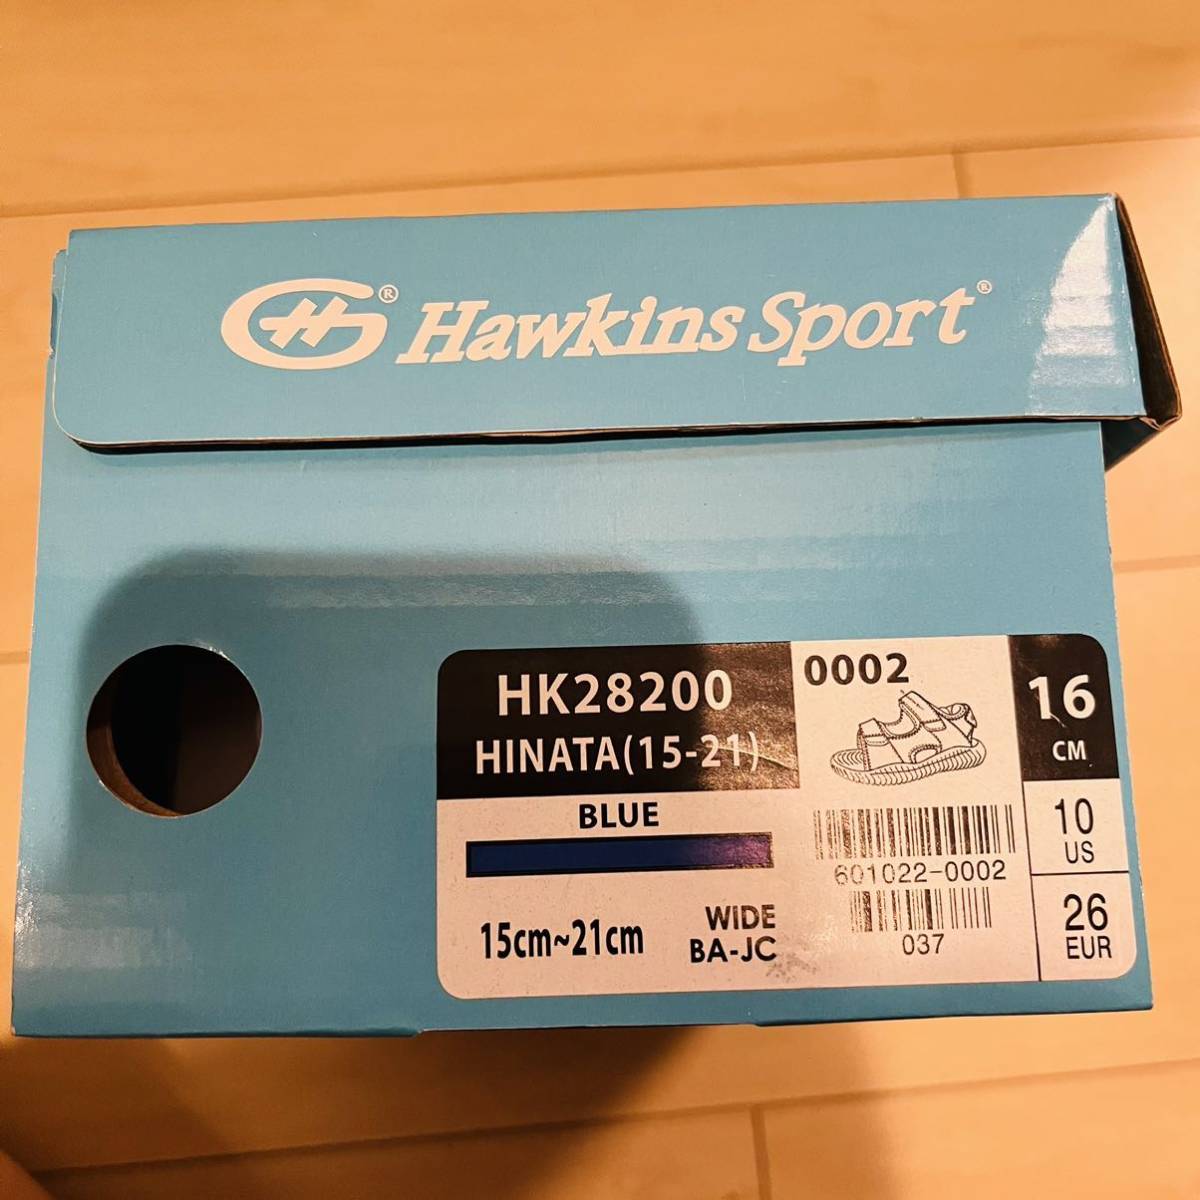 GH® Hawkins Sport®
HK28200
HINATA(15-21)
BLUE
15cm~21cm
WIDE
BA-JC
0002
601022-0002
037
16
CM
10
US
26
EUR